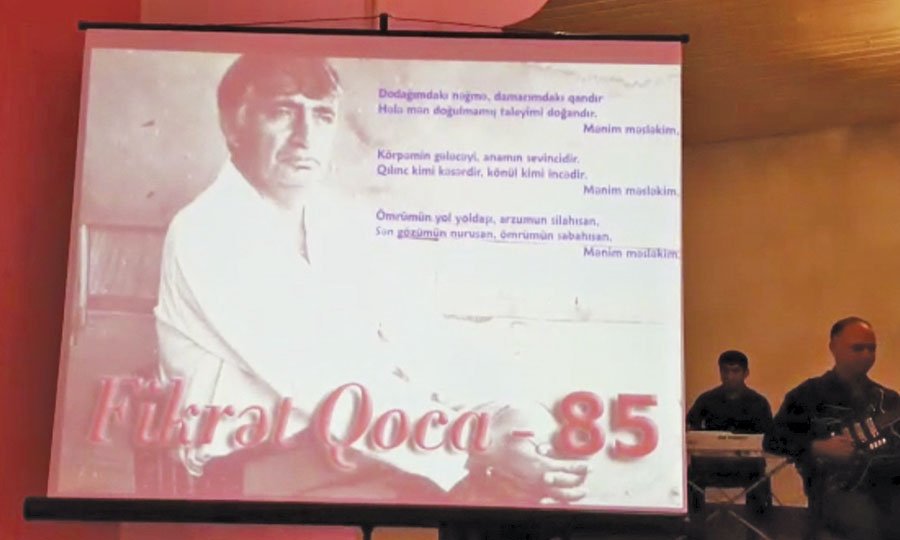 Dodağımdakı nəğmə, damarımdakı qandır
Hələ mən doğulmamış taleyimi doğandır.
Mənim məsləkim,
Körpəmin gələcəyi, anamın sevincidir.
Qılınc kimi kəsərdir, könül kimi incədir.
Mənim məsləkim,
Ömrümün yol yoldaşı, arzumun silahısan,
Sən gözümün nurusan, ömrümün sabahısan,
Mənim məsləkim.
Fikrət Qoca - 85